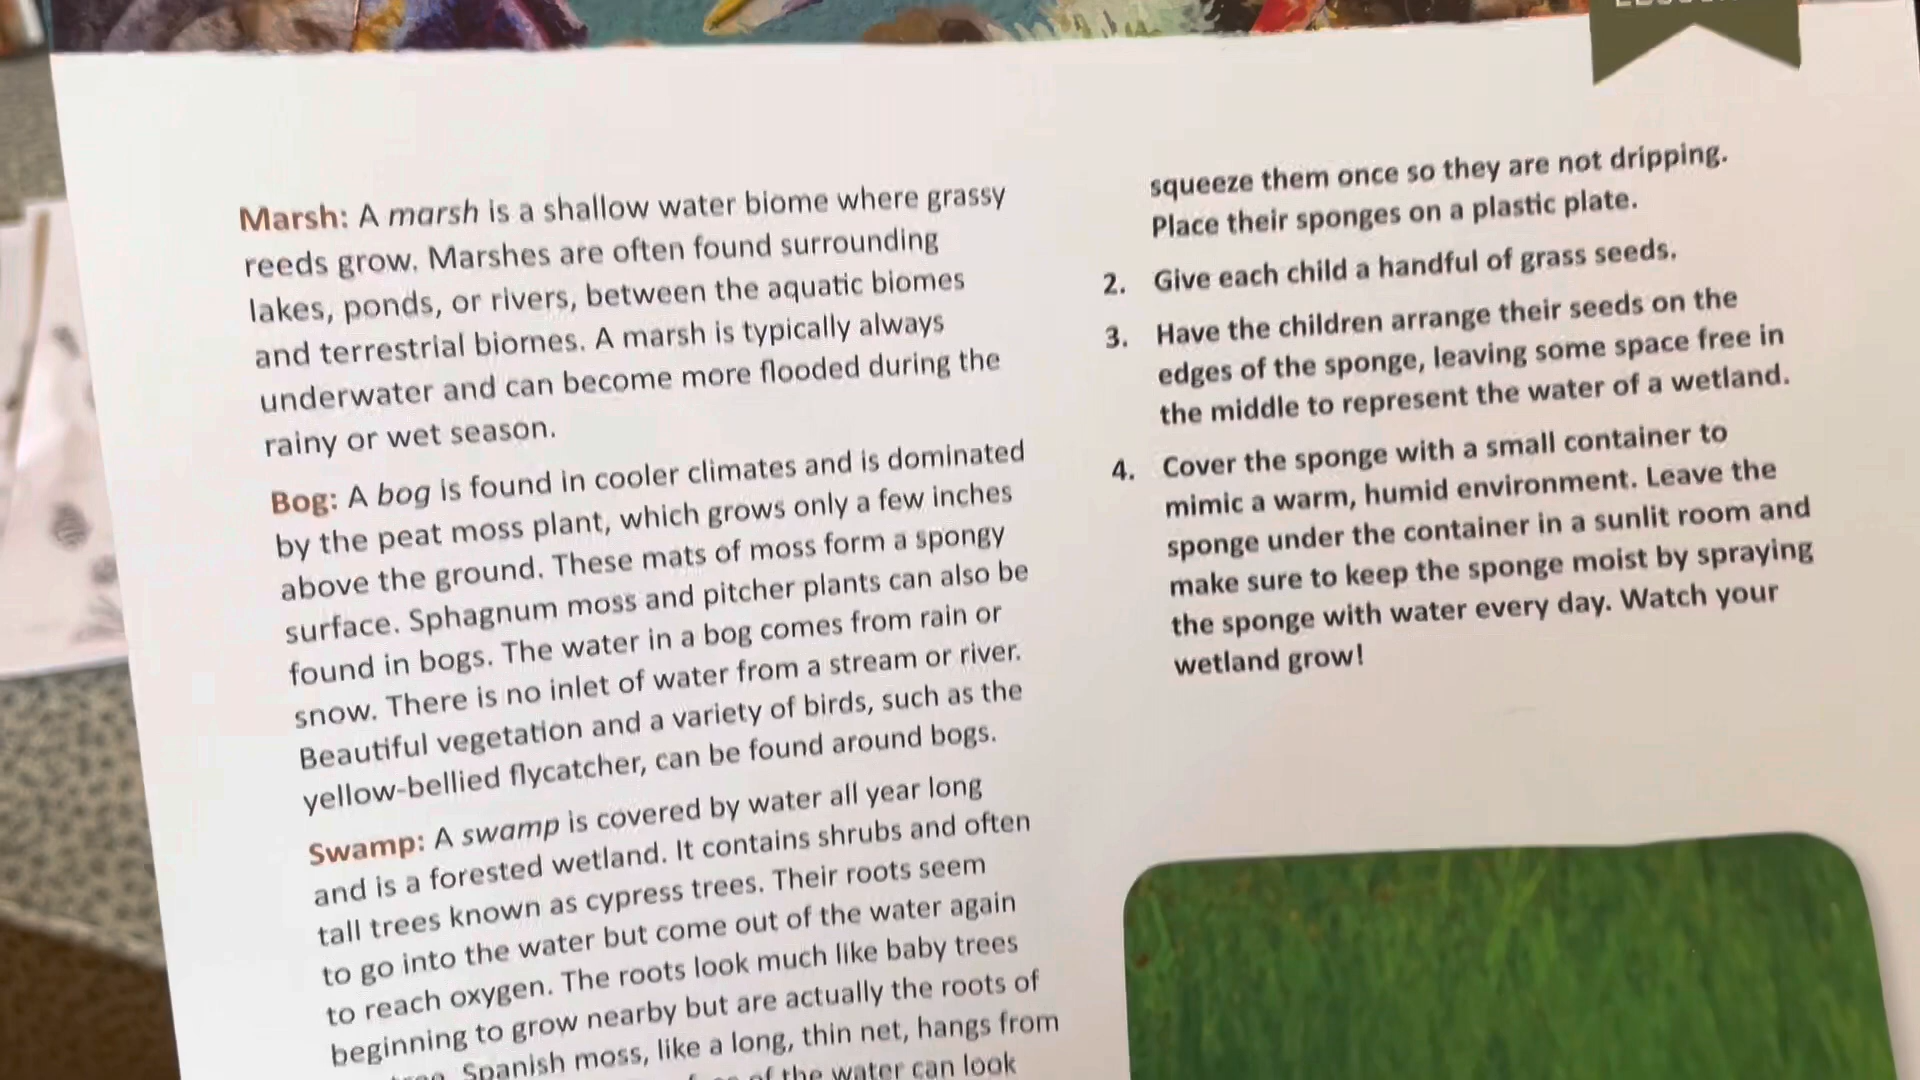 Marsh: A marsh is a shallow water biome where grassy
reeds grow. Marshes are often found surrounding
lakes, ponds, or rivers, between the aquatic biomes
and terrestrial biomes. A marsh is typically always
underwater and can become more flooded during the
rainy or wet season.
Bog: A bog is found in cooler climates and is dominated
by the peat moss plant, which grows only a few inches
above the ground. These mats of moss form a spongy
surface. Sphagnum moss and pitcher plants can also be
found in bogs. The water in a bog comes from rain or
snow. There is no inlet of water from a stream or river.
Beautiful vegetation and a variety of birds, such as the
yellow-bellied flycatcher, can be found around bogs.
Swamp: A swamp is covered by water all year long
and is a forested wetland. It contains shrubs and often
tall trees known as cypress trees. Their roots seem
to go into the water but come out of the water again
to reach oxygen. The roots look much like baby trees
beginning to grow nearby but are actually the roots of
Spanish moss, like a long, thin net, hangs from
of the water can look
squeeze them once so they are not dripping.
Place their sponges on a plastic plate.
2. Give each child a handful of grass seeds.
3. Have the children arrange their seeds on the
edges of the sponge, leaving some space free in
the middle to represent the water of a wetland.
4. Cover the sponge with a small container to
mimic a warm, humid environment. Leave the
sponge under the container in a sunlit room and
make sure to keep the sponge moist by spraying
the sponge with water every day. Watch your
wetland grow!